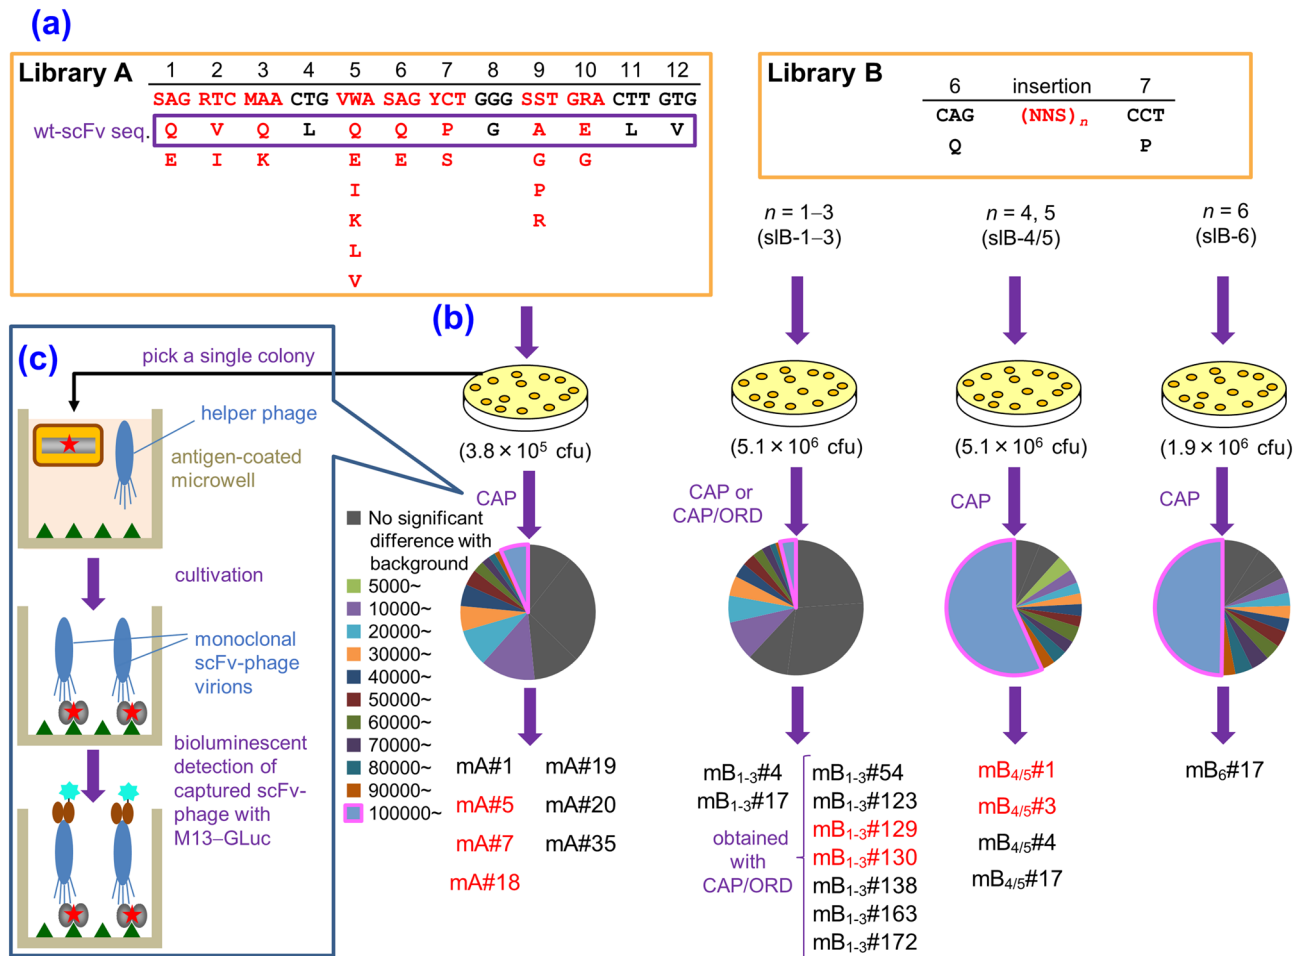 (a)
Library A
1 2 3 4 5 6 7 8 9 10 11 12
SAG RTC MAA CTG VWA SAG YCT GGG SST GRA CTT GTG
wt-scFv seq. Q V Q L Q Q P G A E L V
E I K E E S G G
I P
K R
L
V
Library B
6 insertion 7
CAG (NNS)n CCT
Q P
n = 1–3
(slB-1–3)
n = 4, 5
(slB-4/5)
n = 6
(slB-6)
(b)
(3.8 × 10⁵ cfu)
(5.1 × 10⁶ cfu)
(5.1 × 10⁶ cfu)
(1.9 × 10⁶ cfu)
CAP
CAP or
CAP/ORD
CAP
CAP
No significant
difference with
background
5000~
10000~
20000~
30000~
40000~
50000~
60000~
70000~
80000~
90000~
100000~
mA#1 mA#19
mA#5 mA#20
mA#7 mA#35
mA#18
mB1-3#4
mB1-3#17
obtained
with
CAP/ORD
mB1-3#54
mB1-3#123
mB1-3#129
mB1-3#130
mB1-3#138
mB1-3#163
mB1-3#172
mB4/5#1
mB4/5#3
mB4/5#4
mB4/5#17
mB6#17
(c)
pick a single colony
helper phage
antigen-coated
microwell
cultivation
monoclonal
scFv-phage
virions
bioluminescent
detection of
captured scFv-
phage with
M13–GLuc